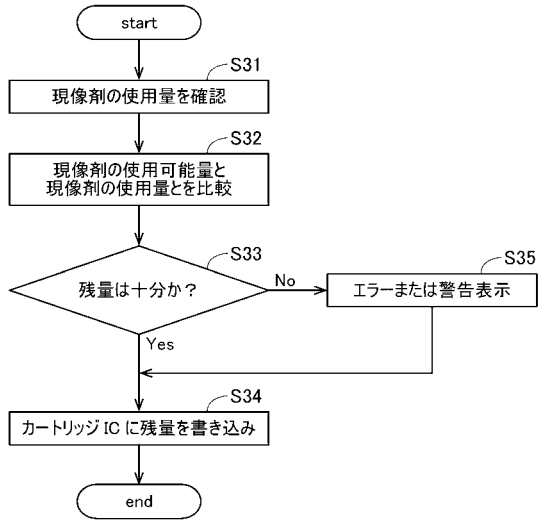 start
S31
現像剤の使用量を確認
S32
現像剤の使用可能量と
現像剤の使用量とを比較
S33
残量は十分か？
No
S35
エラーまたは警告表示
Yes
S34
カートリッジ IC に残量を書き込み
end